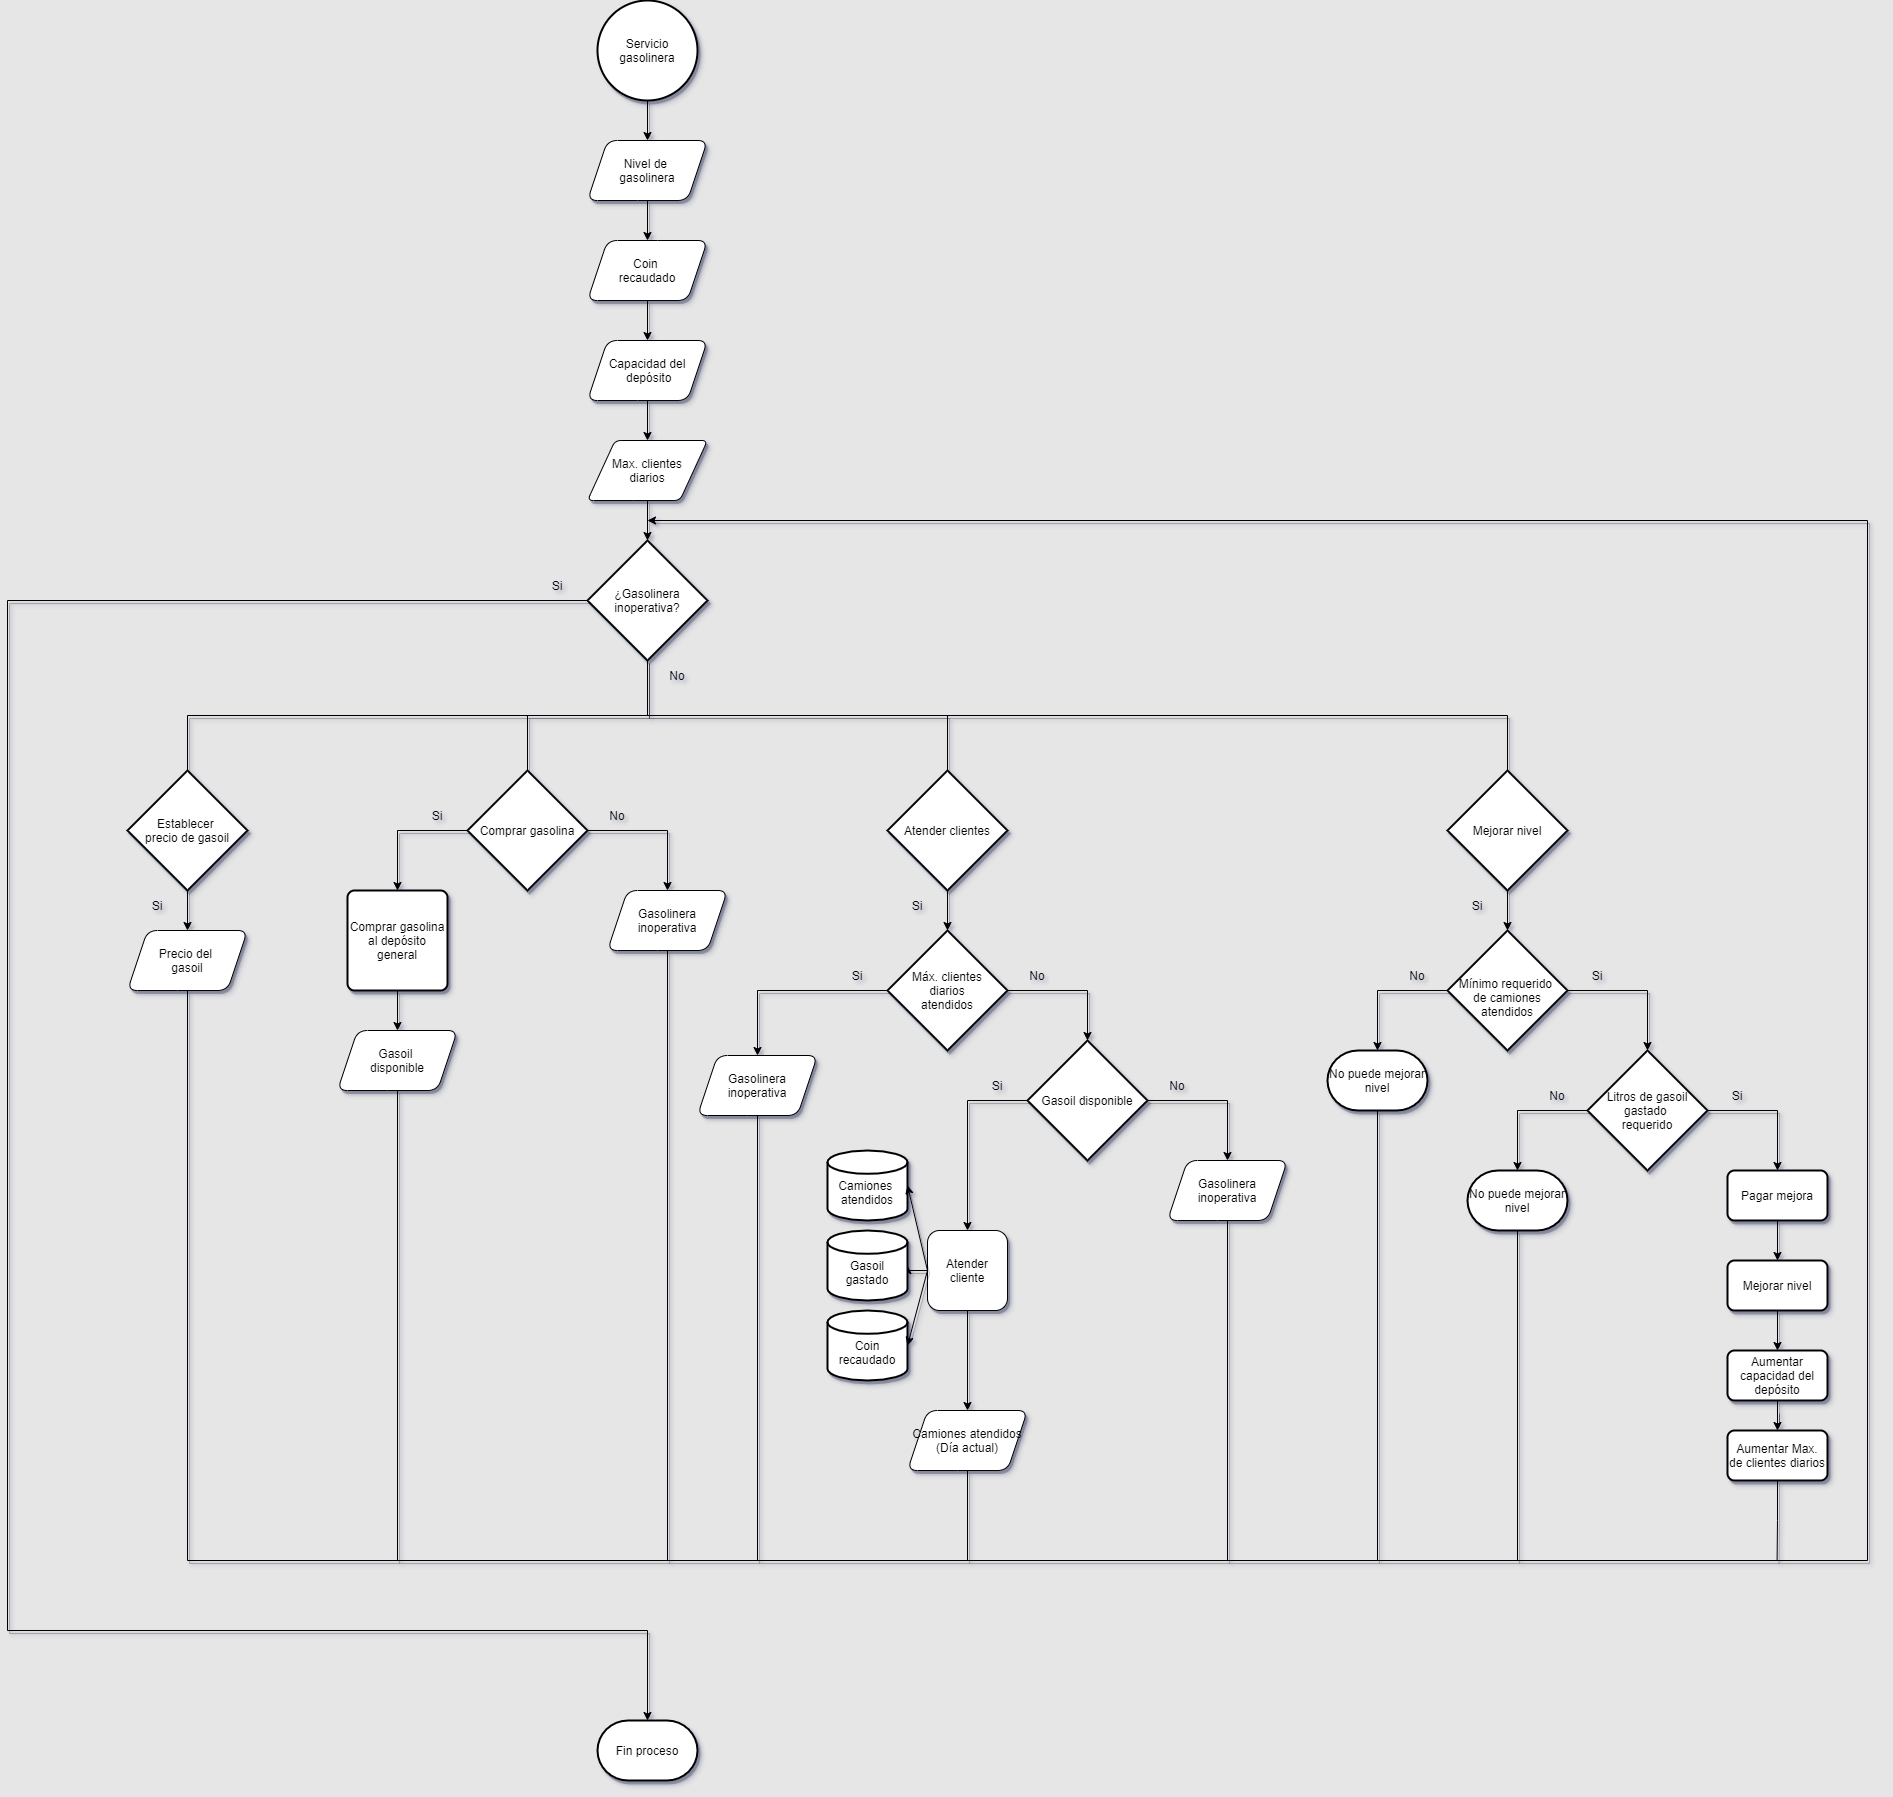 Servicio
gasolinera
Nivel de
gasolinera
Coin
recaudado
Capacidad del
depósito
Max. clientes
diarios
¿Gasolinera
inoperativa?
Si
No
Establecer
precio de gasoil
Si
Precio del
gasoil
Comprar gasolina
Si
No
Comprar gasolina
al depósito
general
Gasoil
disponible
Gasolinera
inoperativa
Atender clientes
Si
Máx. clientes
diarios
atendidos
Si
No
Gasolinera
inoperativa
Gasoil disponible
Si
No
Camiones
atendidos
Gasoil
gastado
Coin
recaudado
Atender
cliente
Camiones atendidos
(Día actual)
Gasolinera
inoperativa
Mejorar nivel
Si
Mínimo requerido
de camiones
atendidos
No
Si
No puede mejorar
nivel
Litros de gasoil
gastado
requerido
No
Si
No puede mejorar
nivel
Pagar mejora
Mejorar nivel
Aumentar
capacidad del
depósito
Aumentar Max.
de clientes diarios
Fin proceso